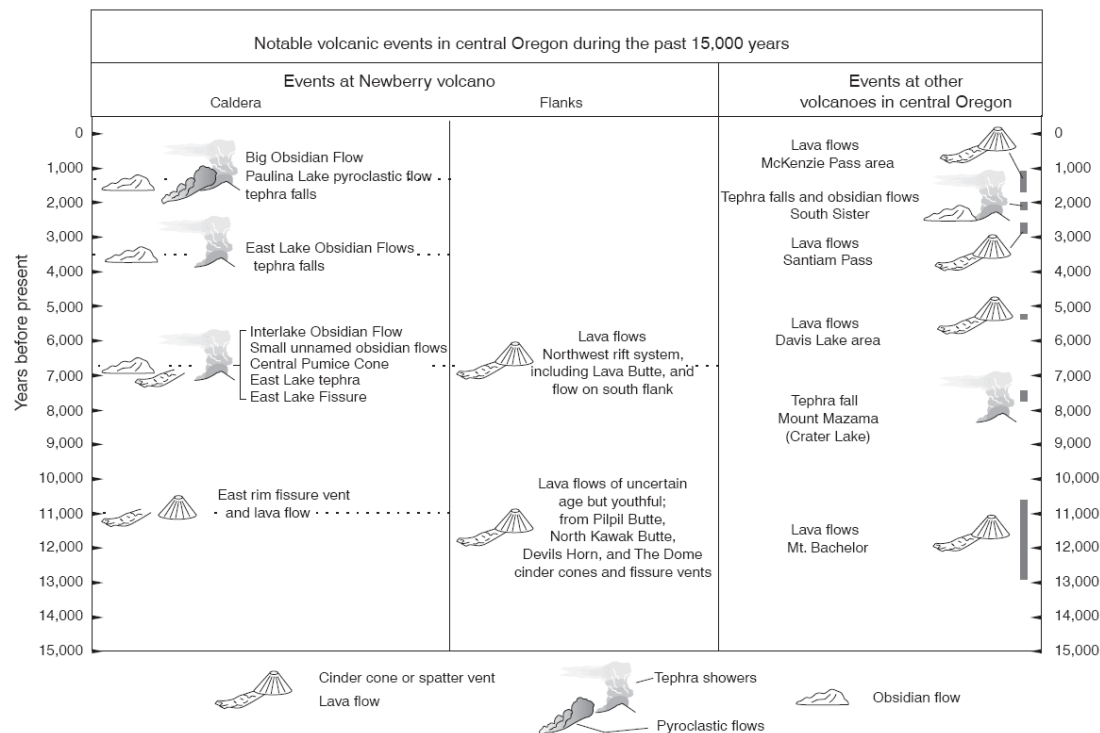 Notable volcanic events in central Oregon during the past 15,000 years
Events at Newberry volcano
Caldera
Flanks
Events at other
volcanoes in central Oregon
Years before present
0
1,000
2,000
3,000
4,000
5,000
6,000
7,000
8,000
9,000
10,000
11,000
12,000
13,000
14,000
15,000
Big Obsidian Flow
Paulina Lake pyroclastic flow
tephra falls
East Lake Obsidian Flows
tephra falls
Interlake Obsidian Flow
Small unnamed obsidian flows
Central Pumice Cone
East Lake tephra
East Lake Fissure
East rim fissure vent
and lava flow
Lava flows
Northwest rift system,
including Lava Butte, and
flow on south flank
Lava flows of uncertain
age but youthful;
from Pilpil Butte,
North Kawak Butte,
Devils Horn, and The Dome
cinder cones and fissure vents
Lava flows
McKenzie Pass area
Tephra falls and obsidian flows
South Sister
Lava flows
Santiam Pass
Lava flows
Davis Lake area
Tephra fall
Mount Mazama
(Crater Lake)
Lava flows
Mt. Bachelor
0
1,000
2,000
3,000
4,000
5,000
6,000
7,000
8,000
9,000
10,000
11,000
12,000
13,000
14,000
15,000
Cinder cone or spatter vent
Lava flow
Tephra showers
Pyroclastic flows
Obsidian flow